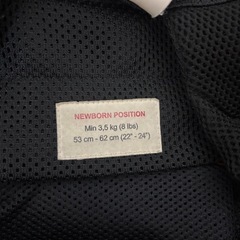 NEWBORN POSITION
Min 3,5 kg (8 lbs)
53 cm - 62 cm (22" - 24")